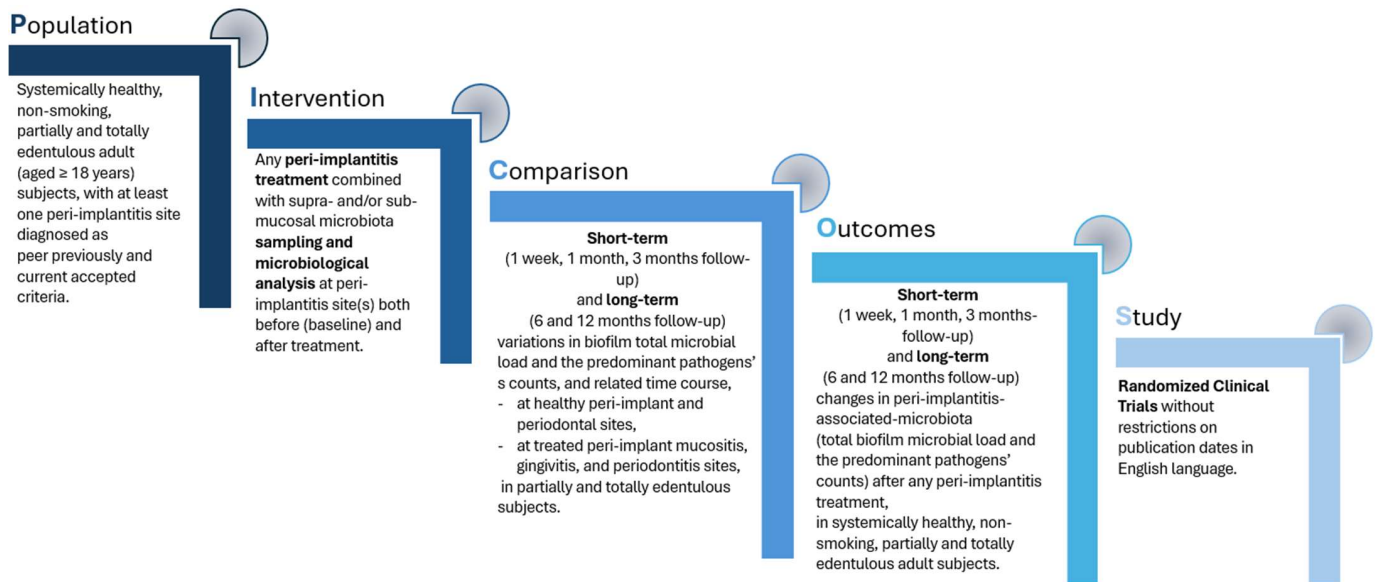 Population
Systemically healthy,
non-smoking,
partially and totally
edentulous adult
(aged ≥ 18 years)
subjects, with at least
one peri-implantitis site
diagnosed as
peer previously and
current accepted
criteria.
Intervention
Any peri-implantitis
treatment combined
with supra- and/or sub-
mucosal microbiota
sampling and
microbiological
analysis at peri-
implantitis site(s) both
before (baseline) and
after treatment.
Comparison
Short-term
(1 week, 1 month, 3 months follow-
up)
and long-term
(6 and 12 months follow-up)
variations in biofilm total microbial
load and the predominant pathogens’
s counts, and related time course,
- at healthy peri-implant and
periodontal sites,
- at treated peri-implant mucositis,
gingivitis, and periodontitis sites,
in partially and totally edentulous
subjects.
Outcomes
Short-term
(1 week, 1 month, 3 months-
follow-up)
and long-term
(6 and 12 months follow-up)
changes in peri-implantitis-
associated-microbiota
(total biofilm microbial load and
the predominant pathogens’
counts) after any peri-implantitis
treatment,
in systemically healthy, non-
smoking, partially and totally
edentulous adult subjects.
Study
Randomized Clinical
Trials without
restrictions on
publication dates in
English language.